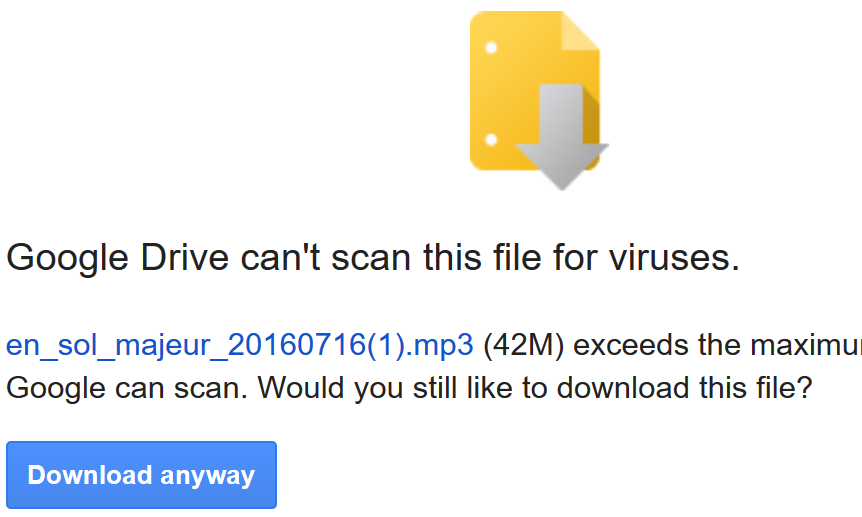 Google Drive can't scan this file for viruses.
en_sol_majeur_20160716(1).mp3 (42M) exceeds the
Google can scan. Would you still like to download this file?
Download anyway